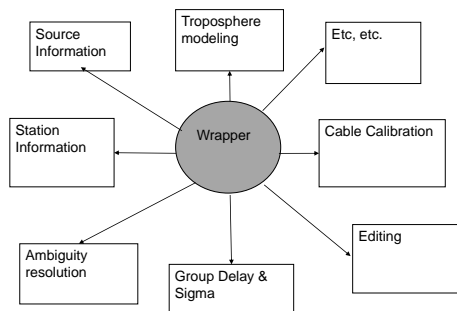 Source
Information
Troposphere
modeling
Etc, etc.
Station
Information
Wrapper
Cable Calibration
Ambiguity
resolution
Group Delay &
Sigma
Editing